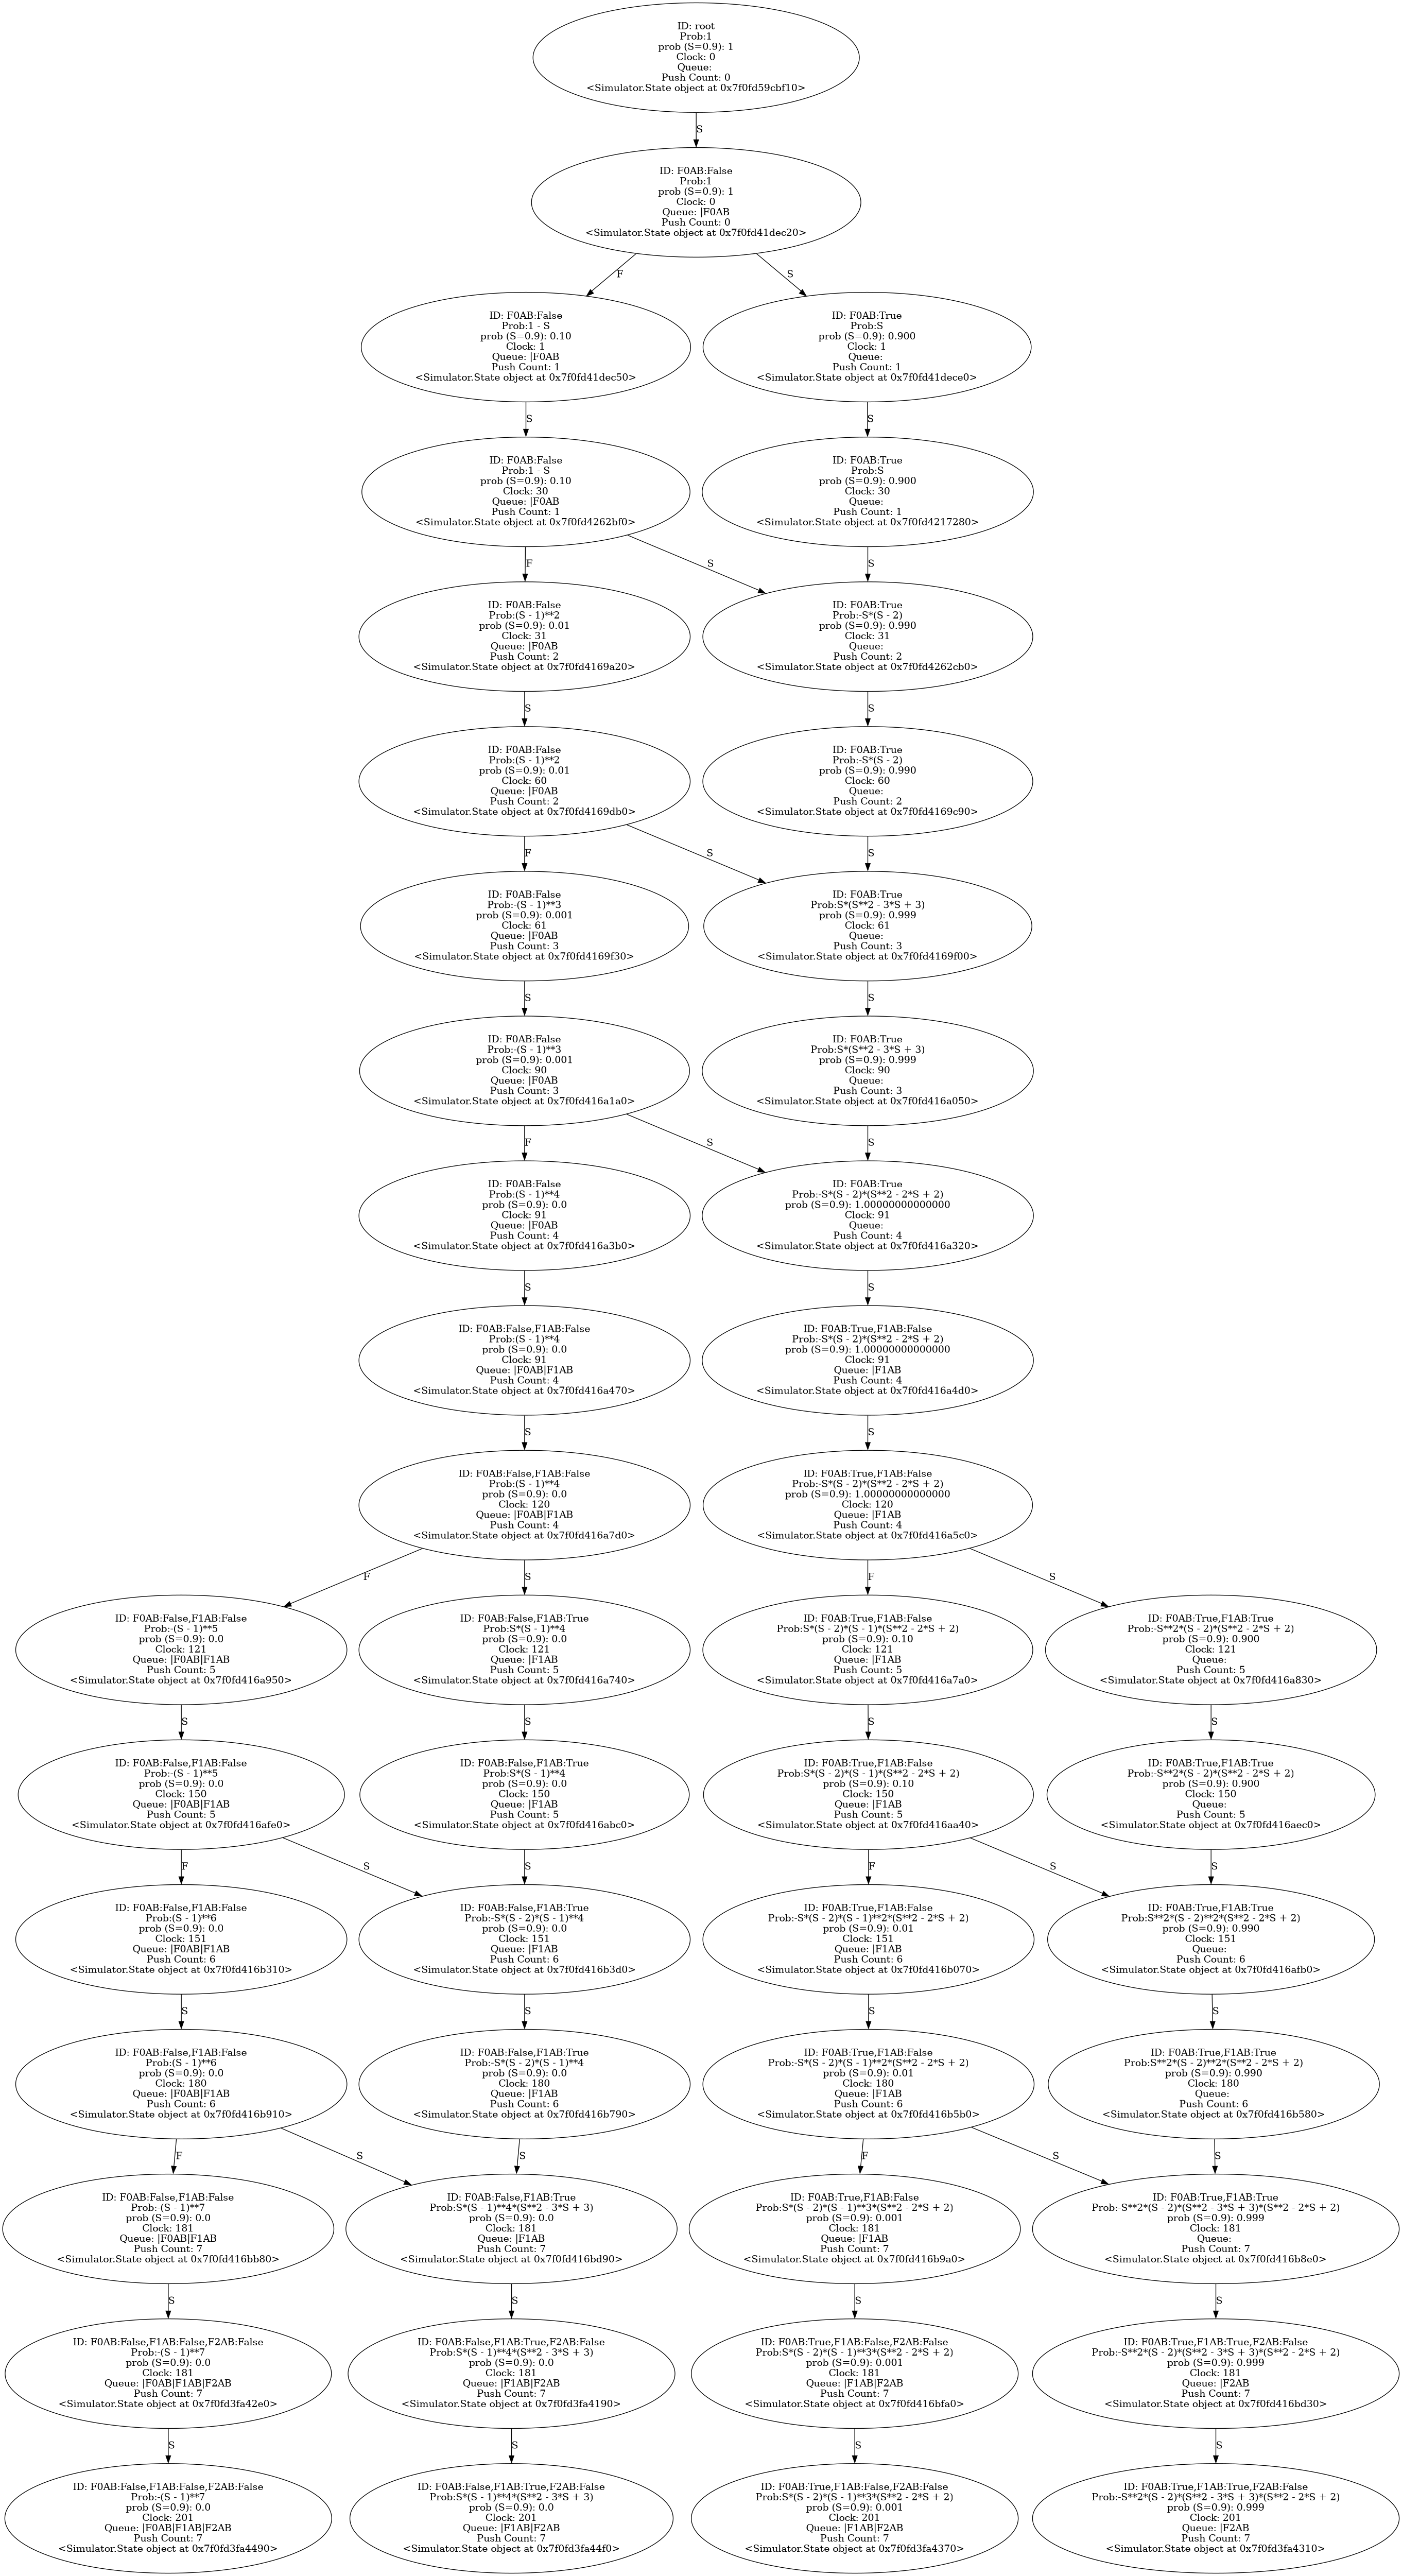 ID: root
Prob:1
prob (S=0.9): 1
Clock: 0
Queue:
Push Count: 0
<Simulator.State object at 0x7f0fd59cbf10>
S
ID: F0AB:False
Prob:1
prob (S=0.9): 1
Clock: 0
Queue: |F0AB
Push Count: 0
<Simulator.State object at 0x7f0fd41dec20>
F
S
ID: F0AB:False
Prob:1 - S
prob (S=0.9): 0.10
Clock: 1
Queue: |F0AB
Push Count: 1
<Simulator.State object at 0x7f0fd41dec50>
ID: F0AB:True
Prob:S
prob (S=0.9): 0.900
Clock: 1
Queue:
Push Count: 1
<Simulator.State object at 0x7f0fd41dece0>
S
S
ID: F0AB:False
Prob:1 - S
prob (S=0.9): 0.10
Clock: 30
Queue: |F0AB
Push Count: 1
<Simulator.State object at 0x7f0fd4262bf0>
ID: F0AB:True
Prob:S
prob (S=0.9): 0.900
Clock: 30
Queue:
Push Count: 1
<Simulator.State object at 0x7f0fd4217280>
F
S
S
ID: F0AB:False
Prob:(S - 1)**2
prob (S=0.9): 0.01
Clock: 31
Queue: |F0AB
Push Count: 2
<Simulator.State object at 0x7f0fd4169a20>
ID: F0AB:True
Prob:-S*(S - 2)
prob (S=0.9): 0.990
Clock: 31
Queue:
Push Count: 2
<Simulator.State object at 0x7f0fd4262cb0>
S
S
ID: F0AB:False
Prob:(S - 1)**2
prob (S=0.9): 0.01
Clock: 60
Queue: |F0AB
Push Count: 2
<Simulator.State object at 0x7f0fd4169db0>
ID: F0AB:True
Prob:-S*(S - 2)
prob (S=0.9): 0.990
Clock: 60
Queue:
Push Count: 2
<Simulator.State object at 0x7f0fd4169c90>
F
S
S
ID: F0AB:False
Prob:-(S - 1)**3
prob (S=0.9): 0.001
Clock: 61
Queue: |F0AB
Push Count: 3
<Simulator.State object at 0x7f0fd4169f30>
ID: F0AB:True
Prob:S*(S**2 - 3*S + 3)
prob (S=0.9): 0.999
Clock: 61
Queue:
Push Count: 3
<Simulator.State object at 0x7f0fd4169f00>
S
S
ID: F0AB:False
Prob:-(S - 1)**3
prob (S=0.9): 0.001
Clock: 90
Queue: |F0AB
Push Count: 3
<Simulator.State object at 0x7f0fd416a1a0>
ID: F0AB:True
Prob:S*(S**2 - 3*S + 3)
prob (S=0.9): 0.999
Clock: 90
Queue:
Push Count: 3
<Simulator.State object at 0x7f0fd416a050>
F
S
S
ID: F0AB:False
Prob:(S - 1)**4
prob (S=0.9): 0.0
Clock: 91
Queue: |F0AB
Push Count: 4
<Simulator.State object at 0x7f0fd416a3b0>
ID: F0AB:True
Prob:-S*(S - 2)*(S**2 - 2*S + 2)
prob (S=0.9): 1.00000000000000
Clock: 91
Queue:
Push Count: 4
<Simulator.State object at 0x7f0fd416a320>
S
S
ID: F0AB:False,F1AB:False
Prob:(S - 1)**4
prob (S=0.9): 0.0
Clock: 91
Queue: |F0AB|F1AB
Push Count: 4
<Simulator.State object at 0x7f0fd416a470>
ID: F0AB:True,F1AB:False
Prob:-S*(S - 2)*(S**2 - 2*S + 2)
prob (S=0.9): 1.00000000000000
Clock: 91
Queue: |F1AB
Push Count: 4
<Simulator.State object at 0x7f0fd416a4d0>
S
S
ID: F0AB:False,F1AB:False
Prob:(S - 1)**4
prob (S=0.9): 0.0
Clock: 120
Queue: |F0AB|F1AB
Push Count: 4
<Simulator.State object at 0x7f0fd416a7d0>
ID: F0AB:True,F1AB:False
Prob:-S*(S - 2)*(S**2 - 2*S + 2)
prob (S=0.9): 1.00000000000000
Clock: 120
Queue: |F1AB
Push Count: 4
<Simulator.State object at 0x7f0fd416a5c0>
F
S
F
S
ID: F0AB:False,F1AB:False
Prob:-(S - 1)**5
prob (S=0.9): 0.0
Clock: 121
Queue: |F0AB|F1AB
Push Count: 5
<Simulator.State object at 0x7f0fd416a950>
ID: F0AB:False,F1AB:True
Prob:S*(S - 1)**4
prob (S=0.9): 0.0
Clock: 121
Queue: |F1AB
Push Count: 5
<Simulator.State object at 0x7f0fd416a740>
ID: F0AB:True,F1AB:False
Prob:S*(S - 2)*(S - 1)*(S**2 - 2*S + 2)
prob (S=0.9): 0.10
Clock: 121
Queue: |F1AB
Push Count: 5
<Simulator.State object at 0x7f0fd416a7a0>
ID: F0AB:True,F1AB:True
Prob:-S**2*(S - 2)*(S**2 - 2*S + 2)
prob (S=0.9): 0.900
Clock: 121
Queue:
Push Count: 5
<Simulator.State object at 0x7f0fd416a830>
S
S
S
S
ID: F0AB:False,F1AB:False
Prob:-(S - 1)**5
prob (S=0.9): 0.0
Clock: 150
Queue: |F0AB|F1AB
Push Count: 5
<Simulator.State object at 0x7f0fd416afe0>
ID: F0AB:False,F1AB:True
Prob:S*(S - 1)**4
prob (S=0.9): 0.0
Clock: 150
Queue: |F1AB
Push Count: 5
<Simulator.State object at 0x7f0fd416abc0>
ID: F0AB:True,F1AB:False
Prob:S*(S - 2)*(S - 1)*(S**2 - 2*S + 2)
prob (S=0.9): 0.10
Clock: 150
Queue: |F1AB
Push Count: 5
<Simulator.State object at 0x7f0fd416aa40>
ID: F0AB:True,F1AB:True
Prob:-S**2*(S - 2)*(S**2 - 2*S + 2)
prob (S=0.9): 0.900
Clock: 150
Queue:
Push Count: 5
<Simulator.State object at 0x7f0fd416aec0>
F
S
S
F
S
S
ID: F0AB:False,F1AB:False
Prob:(S - 1)**6
prob (S=0.9): 0.0
Clock: 151
Queue: |F0AB|F1AB
Push Count: 6
<Simulator.State object at 0x7f0fd416b310>
ID: F0AB:False,F1AB:True
Prob:-S*(S - 2)*(S - 1)**4
prob (S=0.9): 0.0
Clock: 151
Queue: |F1AB
Push Count: 6
<Simulator.State object at 0x7f0fd416b3d0>
ID: F0AB:True,F1AB:False
Prob:-S*(S - 2)*(S - 1)**2*(S**2 - 2*S + 2)
prob (S=0.9): 0.01
Clock: 151
Queue: |F1AB
Push Count: 6
<Simulator.State object at 0x7f0fd416b070>
ID: F0AB:True,F1AB:True
Prob:S**2*(S - 2)**2*(S**2 - 2*S + 2)
prob (S=0.9): 0.990
Clock: 151
Queue:
Push Count: 6
<Simulator.State object at 0x7f0fd416afb0>
S
S
S
S
ID: F0AB:False,F1AB:False
Prob:(S - 1)**6
prob (S=0.9): 0.0
Clock: 180
Queue: |F0AB|F1AB
Push Count: 6
<Simulator.State object at 0x7f0fd416b910>
ID: F0AB:False,F1AB:True
Prob:-S*(S - 2)*(S - 1)**4
prob (S=0.9): 0.0
Clock: 180
Queue: |F1AB
Push Count: 6
<Simulator.State object at 0x7f0fd416b790>
ID: F0AB:True,F1AB:False
Prob:-S*(S - 2)*(S - 1)**2*(S**2 - 2*S + 2)
prob (S=0.9): 0.01
Clock: 180
Queue: |F1AB
Push Count: 6
<Simulator.State object at 0x7f0fd416b5b0>
ID: F0AB:True,F1AB:True
Prob:S**2*(S - 2)**2*(S**2 - 2*S + 2)
prob (S=0.9): 0.990
Clock: 180
Queue:
Push Count: 6
<Simulator.State object at 0x7f0fd416b580>
F
S
S
F
S
S
ID: F0AB:False,F1AB:False
Prob:-(S - 1)**7
prob (S=0.9): 0.0
Clock: 181
Queue: |F0AB|F1AB
Push Count: 7
<Simulator.State object at 0x7f0fd416bb80>
ID: F0AB:False,F1AB:True
Prob:S*(S - 1)**4*(S**2 - 3*S + 3)
prob (S=0.9): 0.0
Clock: 181
Queue: |F1AB
Push Count: 7
<Simulator.State object at 0x7f0fd416bd90>
ID: F0AB:True,F1AB:False
Prob:S*(S - 2)*(S - 1)**3*(S**2 - 2*S + 2)
prob (S=0.9): 0.001
Clock: 181
Queue: |F1AB
Push Count: 7
<Simulator.State object at 0x7f0fd416b9a0>
ID: F0AB:True,F1AB:True
Prob:-S**2*(S - 2)*(S**2 - 3*S + 3)*(S**2 - 2*S + 2)
prob (S=0.9): 0.999
Clock: 181
Queue:
Push Count: 7
<Simulator.State object at 0x7f0fd416b8e0>
S
S
S
S
ID: F0AB:False,F1AB:False,F2AB:False
Prob:-(S - 1)**7
prob (S=0.9): 0.0
Clock: 181
Queue: |F0AB|F1AB|F2AB
Push Count: 7
<Simulator.State object at 0x7f0fd3fa42e0>
ID: F0AB:False,F1AB:True,F2AB:False
Prob:S*(S - 1)**4*(S**2 - 3*S + 3)
prob (S=0.9): 0.0
Clock: 181
Queue: |F1AB|F2AB
Push Count: 7
<Simulator.State object at 0x7f0fd3fa4190>
ID: F0AB:True,F1AB:False,F2AB:False
Prob:S*(S - 2)*(S - 1)**3*(S**2 - 2*S + 2)
prob (S=0.9): 0.001
Clock: 181
Queue: |F1AB|F2AB
Push Count: 7
<Simulator.State object at 0x7f0fd416bfa0>
ID: F0AB:True,F1AB:True,F2AB:False
Prob:-S**2*(S - 2)*(S**2 - 3*S + 3)*(S**2 - 2*S + 2)
prob (S=0.9): 0.999
Clock: 181
Queue: |F2AB
Push Count: 7
<Simulator.State object at 0x7f0fd416bd30>
S
S
S
S
ID: F0AB:False,F1AB:False,F2AB:False
Prob:-(S - 1)**7
prob (S=0.9): 0.0
Clock: 201
Queue: |F0AB|F1AB|F2AB
Push Count: 7
<Simulator.State object at 0x7f0fd3fa4490>
ID: F0AB:False,F1AB:True,F2AB:False
Prob:S*(S - 1)**4*(S**2 - 3*S + 3)
prob (S=0.9): 0.0
Clock: 201
Queue: |F1AB|F2AB
Push Count: 7
<Simulator.State object at 0x7f0fd3fa44f0>
ID: F0AB:True,F1AB:False,F2AB:False
Prob:S*(S - 2)*(S - 1)**3*(S**2 - 2*S + 2)
prob (S=0.9): 0.001
Clock: 201
Queue: |F1AB|F2AB
Push Count: 7
<Simulator.State object at 0x7f0fd3fa4370>
ID: F0AB:True,F1AB:True,F2AB:False
Prob:-S**2*(S - 2)*(S**2 - 3*S + 3)*(S**2 - 2*S + 2)
prob (S=0.9): 0.999
Clock: 201
Queue: |F2AB
Push Count: 7
<Simulator.State object at 0x7f0fd3fa4310>